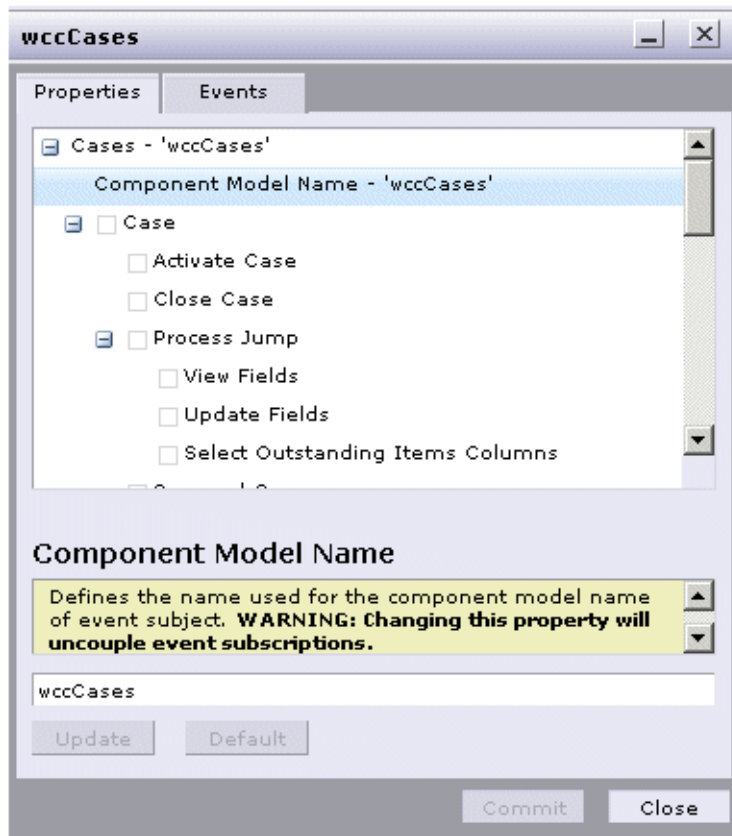 wccCases
Properties Events
Cases - 'wccCases'
Component Model Name - 'wccCases'
Case
Activate Case
Close Case
Process Jump
View Fields
Update Fields
Select Outstanding Items Columns
Component Model Name
Defines the name used for the component model name
of event subject. WARNING: Changing this property will
uncouple event subscriptions.
wccCases
Update Default
Commit Close